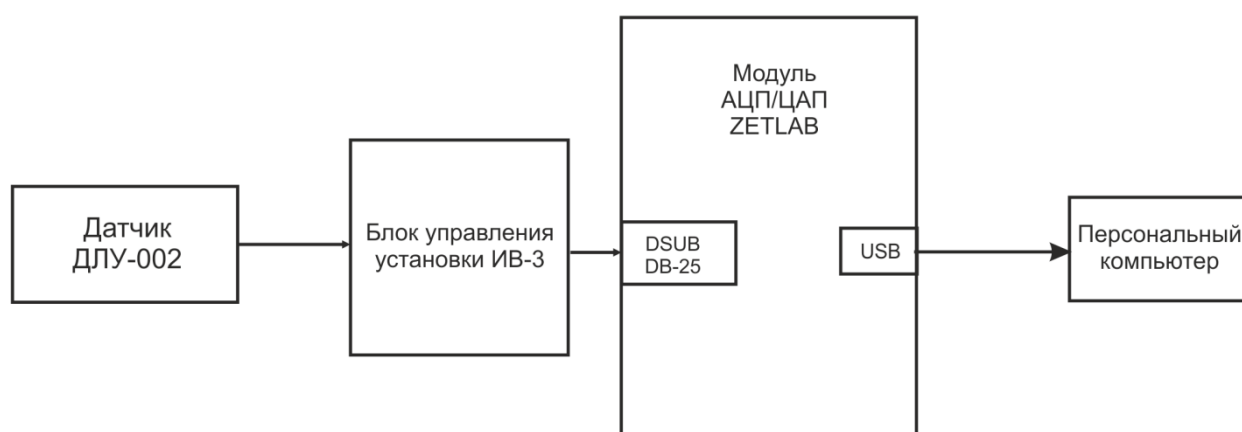 Датчик
ДЛУ-002
Блок управления
установки ИВ-3
Модуль
АЦП/ЦАП
ZETLAB
DSUB
DB-25
USB
Персональный
компьютер